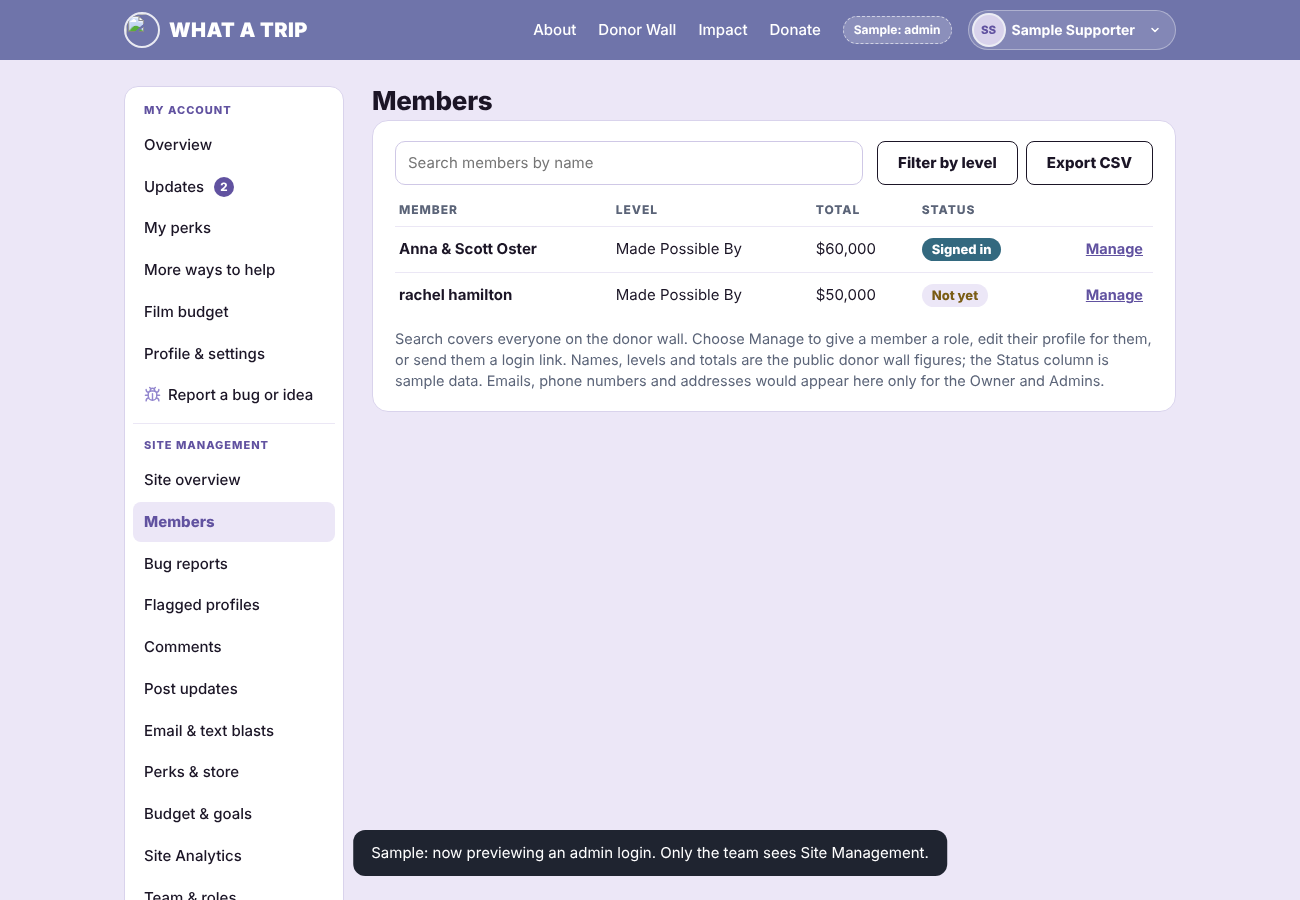 WHAT A TRIP
About
Donor Wall
Impact
Donate
Sample: admin
SS
Sample Supporter
MY ACCOUNT
Overview
Updates 2
My perks
More ways to help
Film budget
Profile & settings
Report a bug or idea
SITE MANAGEMENT
Site overview
Members
Bug reports
Flagged profiles
Comments
Post updates
Email & text blasts
Perks & store
Budget & goals
Site Analytics
Team & roles
Members
Search members by name
Filter by level
Export CSV
MEMBER LEVEL TOTAL STATUS
Anna & Scott Oster Made Possible By $60,000 Signed in Manage
rachel hamilton Made Possible By $50,000 Not yet Manage
Search covers everyone on the donor wall. Choose Manage to give a member a role, edit their profile for them,
or send them a login link. Names, levels and totals are the public donor wall figures; the Status column is
sample data. Emails, phone numbers and addresses would appear here only for the Owner and Admins.
Sample: now previewing an admin login. Only the team sees Site Management.